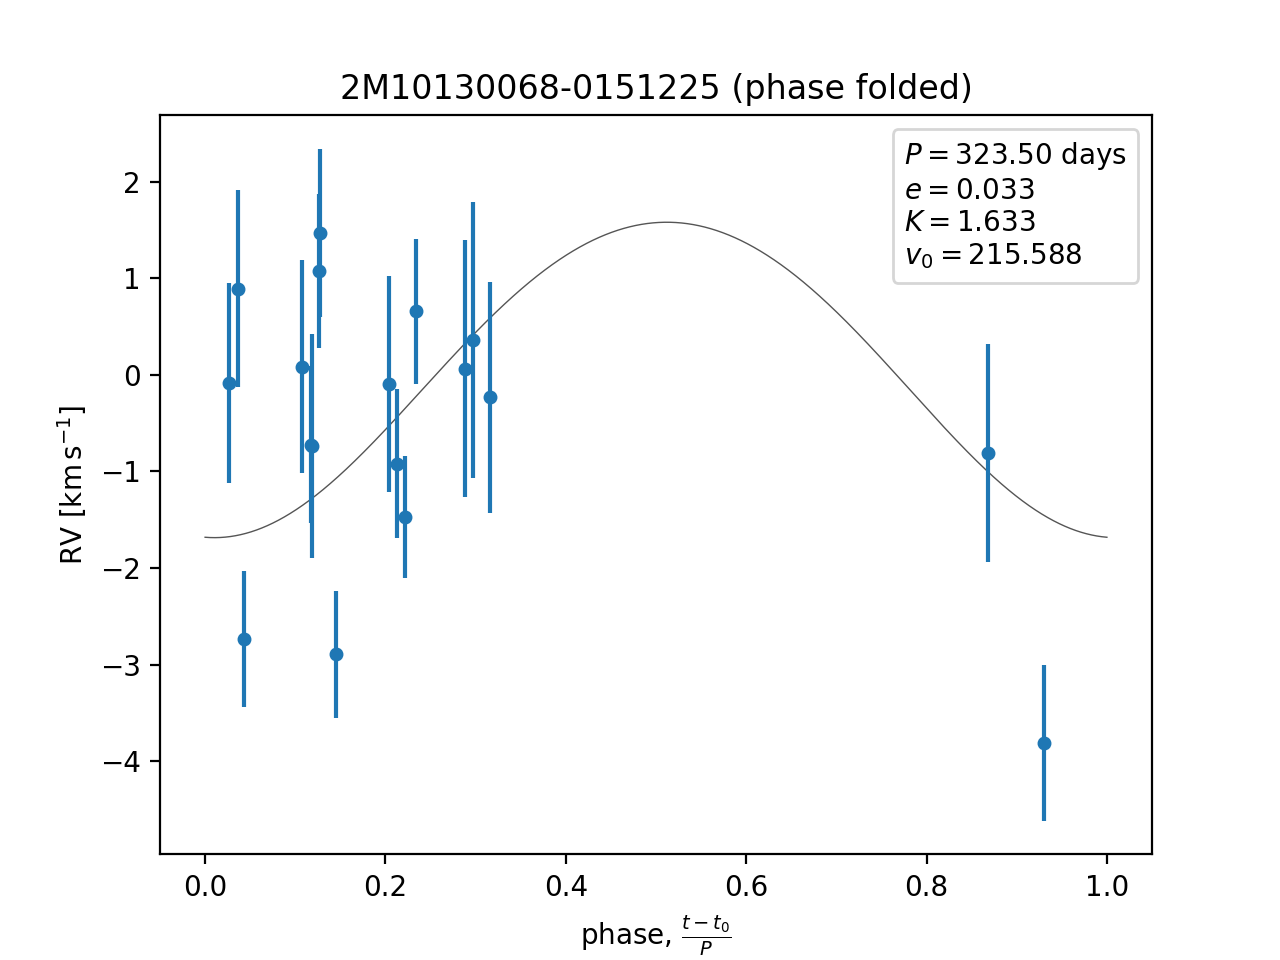 2M10130068-0151225 (phase folded)
P = 323.50 days
e = 0.033
K = 1.633
v₀ = 215.588
RV [km s⁻¹]
2
1
0
−1
−2
−3
−4
0.0 0.2 0.4 0.6 0.8 1.0
phase, (t − t₀)/P